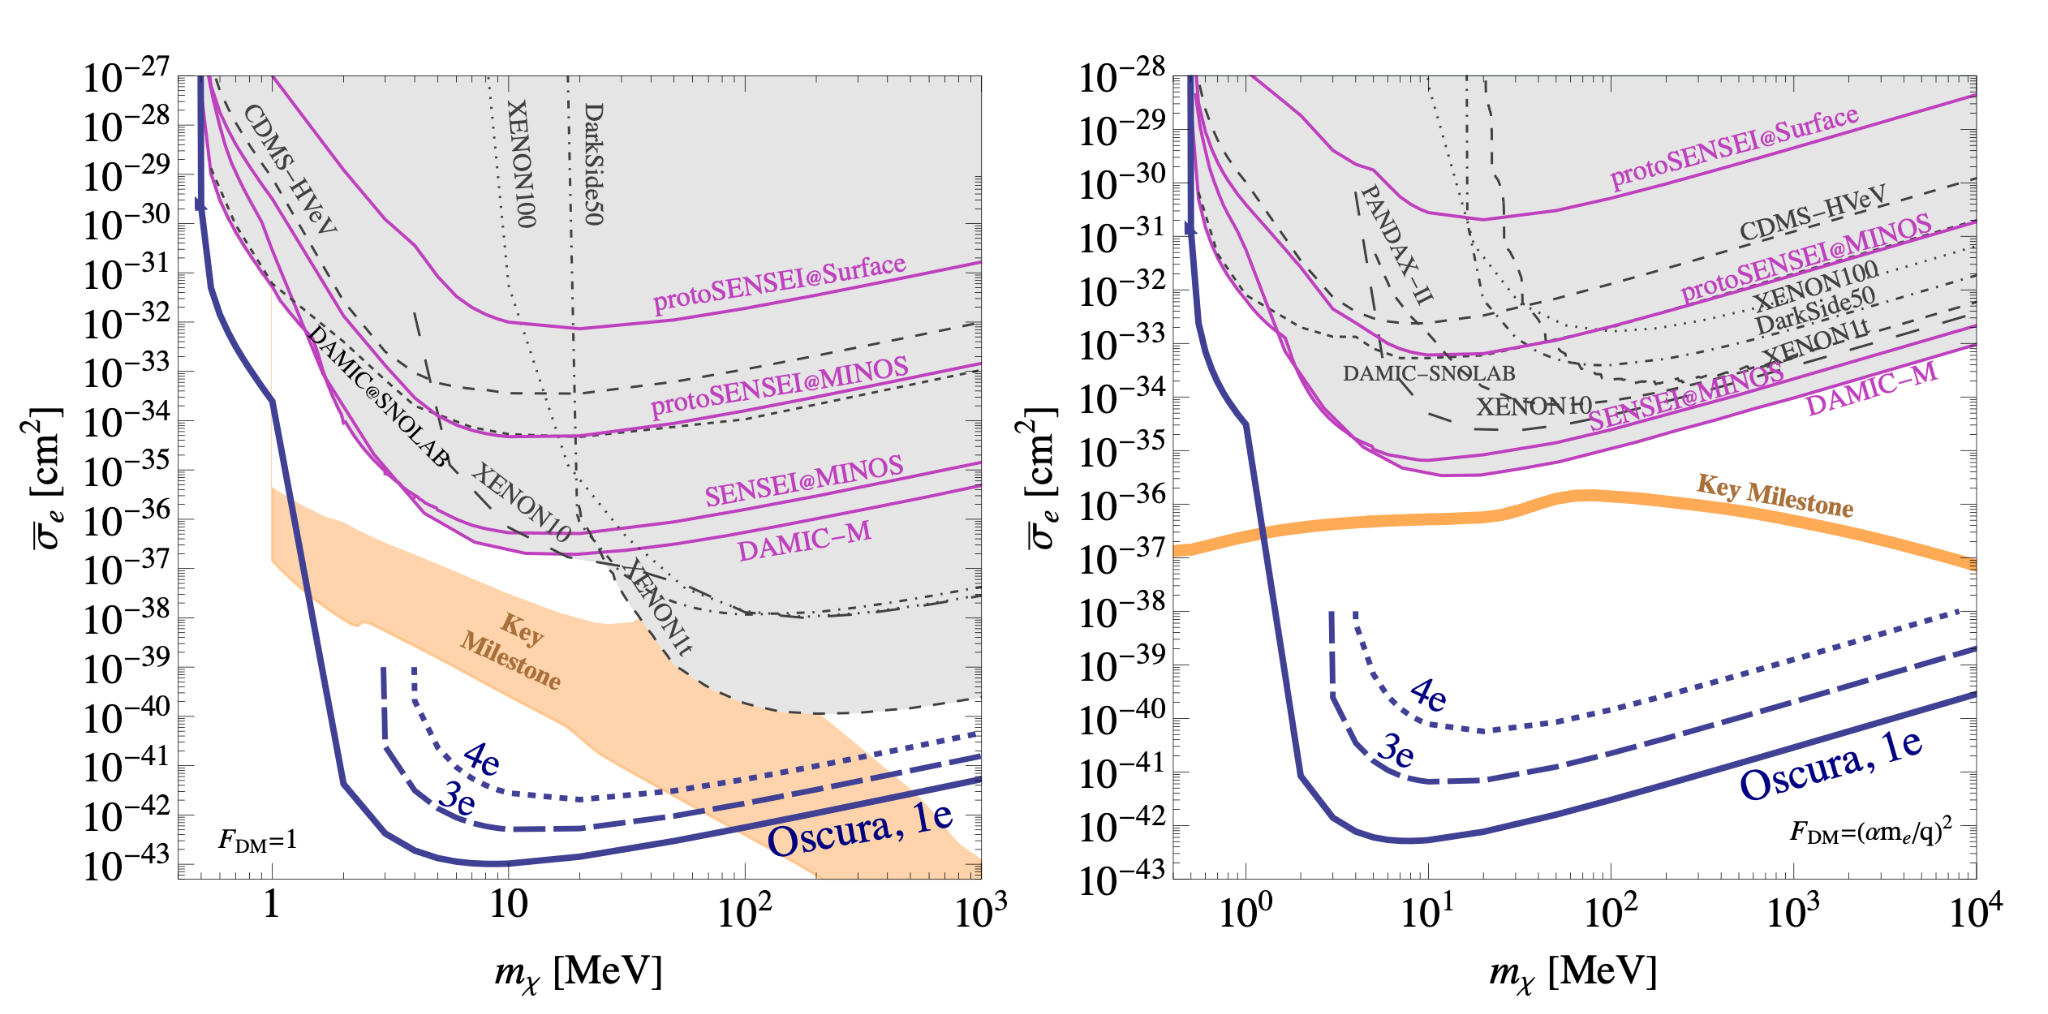 10⁻²⁷
10⁻²⁸
10⁻²⁹
10⁻³⁰
10⁻³¹
10⁻³²
10⁻³³
10⁻³⁴
10⁻³⁵
10⁻³⁶
10⁻³⁷
10⁻³⁸
10⁻³⁹
10⁻⁴⁰
10⁻⁴¹
10⁻⁴²
10⁻⁴³
σ̅ₑ [cm²]
CDMS-HVeV
XENON100
DarkSide50
protoSENSEI@Surface
protoSENSEI@MINOS
DAMIC@SNOLAB
XENON10
SENSEI@MINOS
DAMIC-M
XENON1t
Key
Milestone
4e
3e
Oscura, 1e
F_DM=1
1
10
10²
10³
m_χ [MeV]
10⁻²⁸
10⁻²⁹
10⁻³⁰
10⁻³¹
10⁻³²
10⁻³³
10⁻³⁴
10⁻³⁵
10⁻³⁶
10⁻³⁷
10⁻³⁸
10⁻³⁹
10⁻⁴⁰
10⁻⁴¹
10⁻⁴²
10⁻⁴³
σ̅ₑ [cm²]
protoSENSEI@Surface
PANDAX-II
CDMS-HVeV
protoSENSEI@MINOS
XENON100
DarkSide50
XENON1t
DAMIC-SNOLAB
XENON10
SENSEI@MINOS
DAMIC-M
Key Milestone
4e
3e
Oscura, 1e
F_DM=(αmₑ/q)²
10⁰
10¹
10²
10³
10⁴
m_χ [MeV]